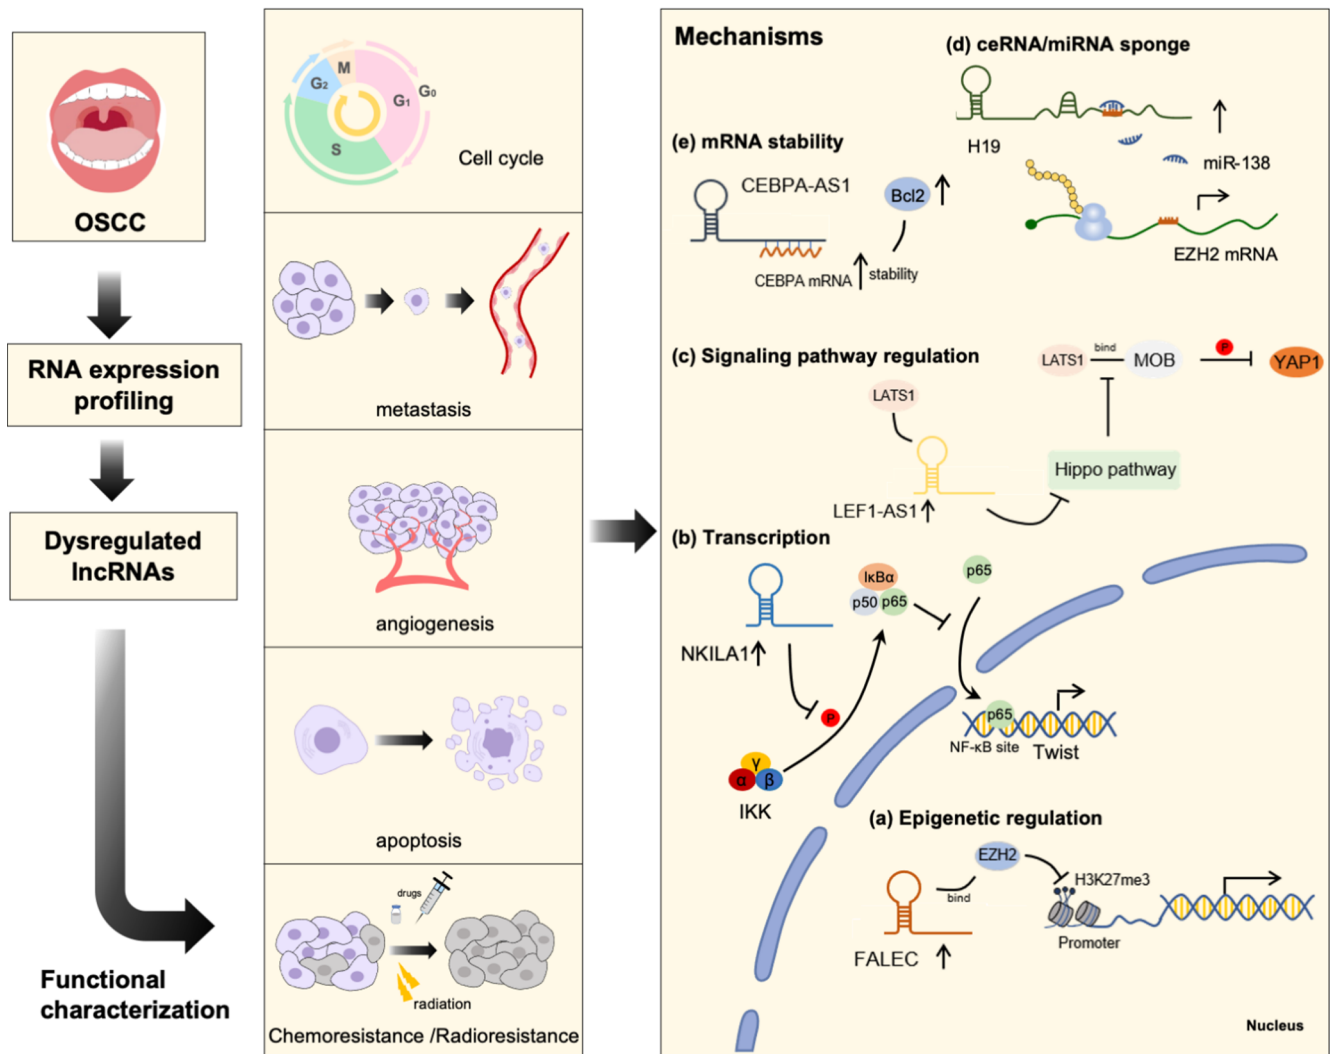 OSCC
RNA expression
profiling
Dysregulated
lncRNAs
Functional
characterization
M
G₂
G₁
G₀
S
Cell cycle
metastasis
angiogenesis
apoptosis
drugs
radiation
Chemoresistance /Radioresistance
Mechanisms
(d) ceRNA/miRNA sponge
H19
miR-138
EZH2 mRNA
(e) mRNA stability
CEBPA-AS1
Bcl2
CEBPA mRNA
stability
(c) Signaling pathway regulation
LATS1
bind
MOB
P
YAP1
LATS1
LEF1-AS1
Hippo pathway
(b) Transcription
NKILA1
IκBα
p50
p65
p65
P
γ
α
β
IKK
p65
NF-κB site
Twist
(a) Epigenetic regulation
EZH2
bind
FALEC
H3K27me3
Promoter
Nucleus